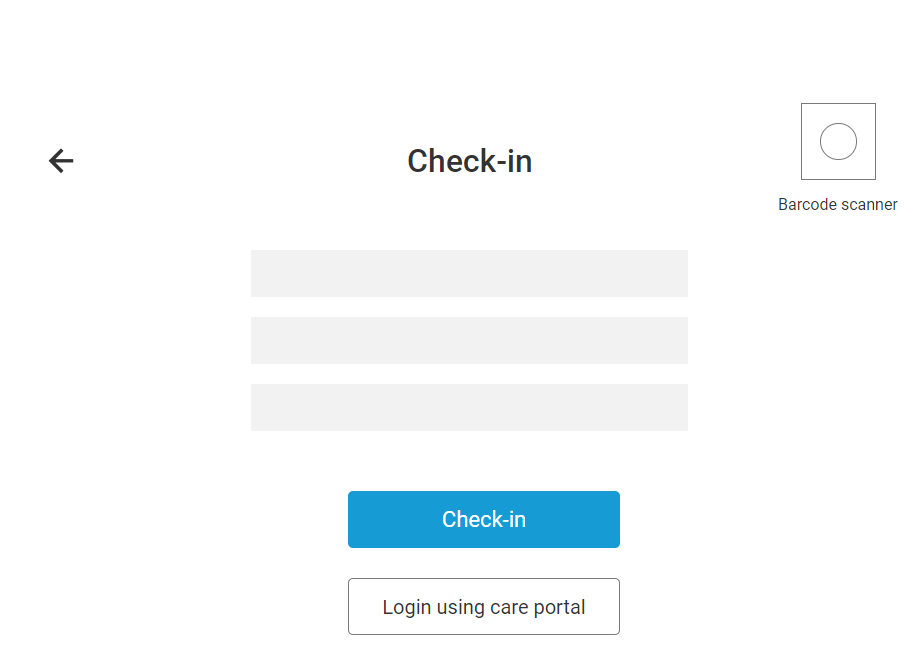 Check-in
Barcode scanner
Check-in
Login using care portal